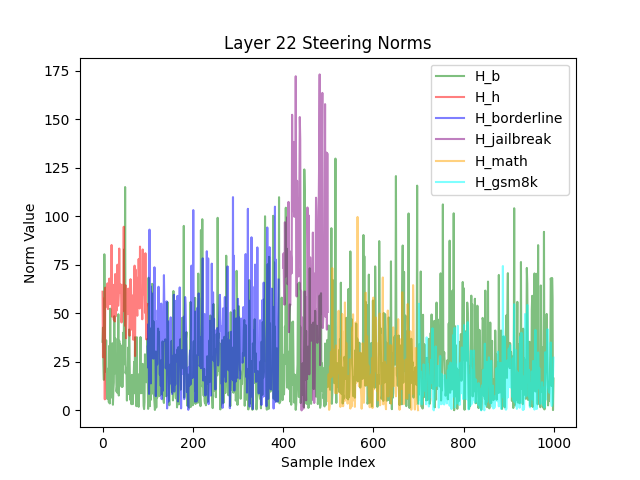 Layer 22 Steering Norms
Norm Value
175
150
125
100
75
50
25
0
H_b
H_h
H_borderline
H_jailbreak
H_math
H_gsm8k
0
200
400
600
800
1000
Sample Index